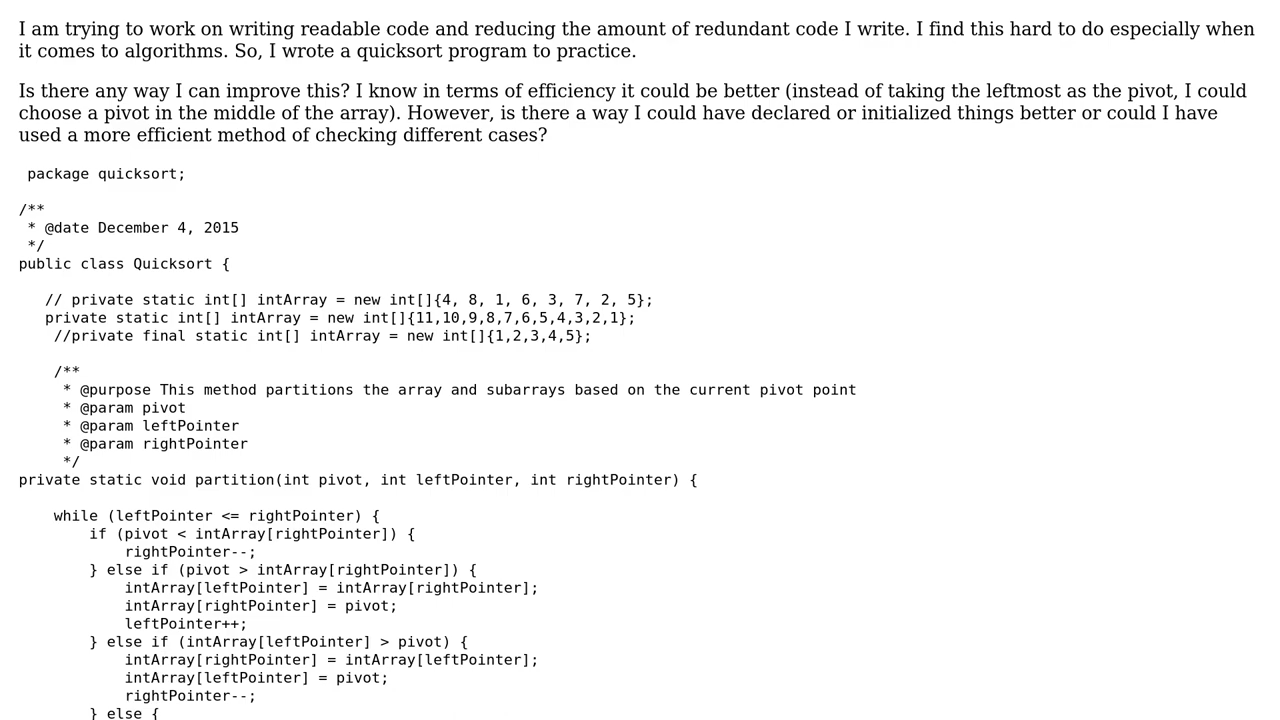 I am trying to work on writing readable code and reducing the amount of redundant code I write. I find this hard to do especially when
it comes to algorithms. So, I wrote a quicksort program to practice.
Is there any way I can improve this? I know in terms of efficiency it could be better (instead of taking the leftmost as the pivot, I could
choose a pivot in the middle of the array). However, is there a way I could have declared or initialized things better or could I have
used a more efficient method of checking different cases?
package quicksort;
/**
* @date December 4, 2015
*/
public class Quicksort {
// private static int[] intArray = new int[]{4, 8, 1, 6, 3, 7, 2, 5};
private static int[] intArray = new int[]{11,10,9,8,7,6,5,4,3,2,1};
//private final static int[] intArray = new int[]{1,2,3,4,5};
/**
* @purpose This method partitions the array and subarrays based on the current pivot point
* @param pivot
* @param leftPointer
* @param rightPointer
*/
private static void partition(int pivot, int leftPointer, int rightPointer) {
while (leftPointer <= rightPointer) {
if (pivot < intArray[rightPointer]) {
rightPointer--;
} else if (pivot > intArray[rightPointer]) {
intArray[leftPointer] = intArray[rightPointer];
intArray[rightPointer] = pivot;
leftPointer++;
} else if (intArray[leftPointer] > pivot) {
intArray[rightPointer] = intArray[leftPointer];
intArray[leftPointer] = pivot;
rightPointer--;
} else {